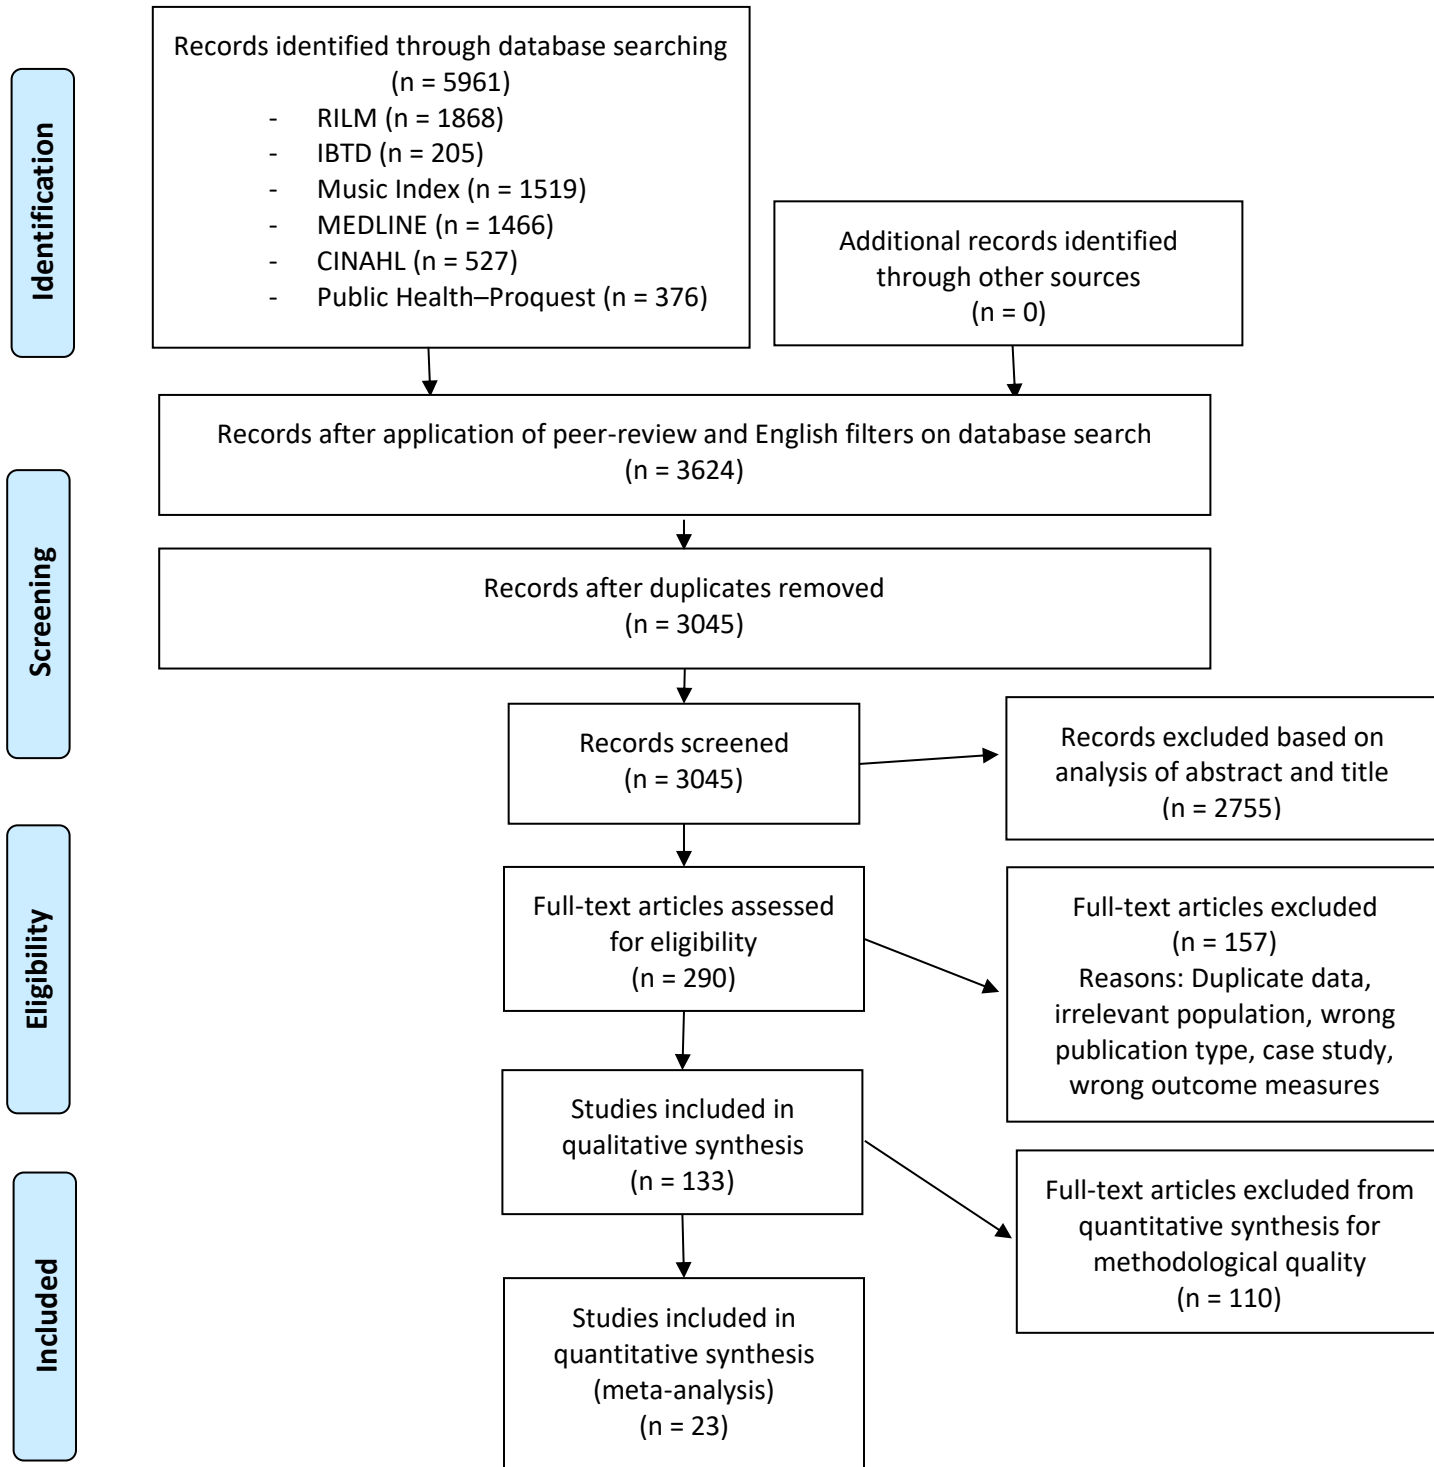 Identification
Records identified through database searching
(n = 5961)
- RILM (n = 1868)
- IBTD (n = 205)
- Music Index (n = 1519)
- MEDLINE (n = 1466)
- CINAHL (n = 527)
- Public Health–Proquest (n = 376)
Additional records identified
through other sources
(n = 0)
Records after application of peer-review and English filters on database search
(n = 3624)
Screening
Records after duplicates removed
(n = 3045)
Records screened
(n = 3045)
Records excluded based on
analysis of abstract and title
(n = 2755)
Eligibility
Full-text articles assessed
for eligibility
(n = 290)
Full-text articles excluded
(n = 157)
Reasons: Duplicate data,
irrelevant population, wrong
publication type, case study,
wrong outcome measures
Studies included in
qualitative synthesis
(n = 133)
Full-text articles excluded from
quantitative synthesis for
methodological quality
(n = 110)
Included
Studies included in
quantitative synthesis
(meta-analysis)
(n = 23)